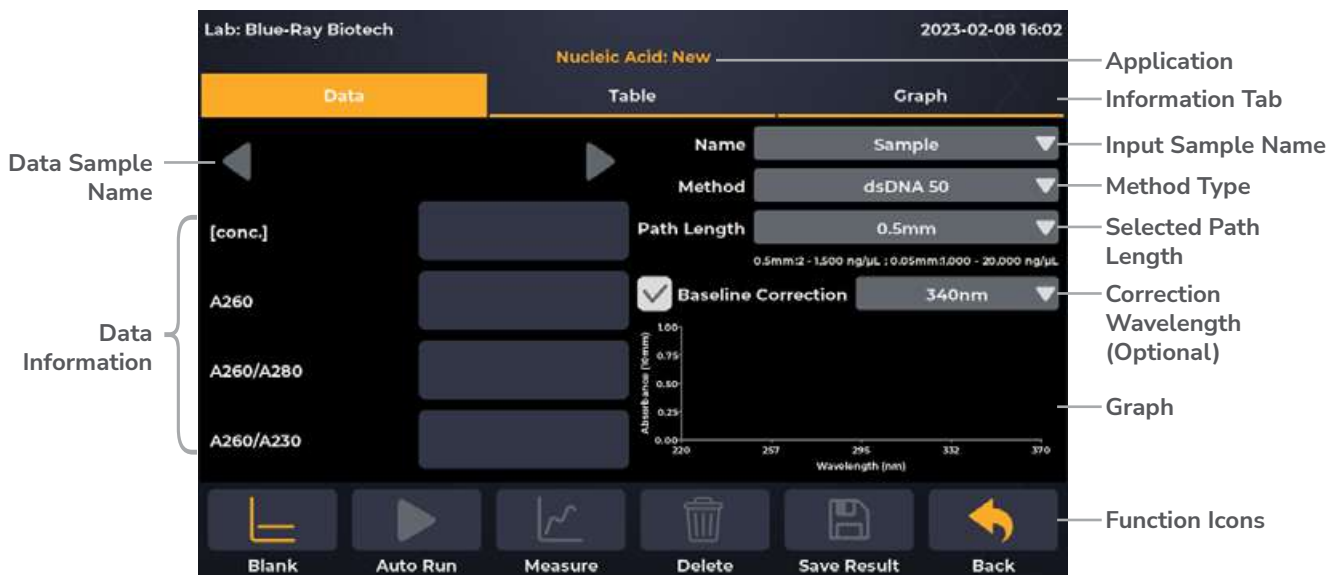 Lab: Blue-Ray Biotech
2023-02-08 16:02
Nucleic Acid: New
Application
Data
Table
Graph
Information Tab
Data Sample
Name
Name
Sample
Input Sample Name
Method
dsDNA 50
Method Type
[conc.]
Path Length
0.5mm
Selected Path
Length
0.5mm:2 - 1,500 ng/µL ; 0.05mm:1,000 - 20,000 ng/µL
A260
Baseline Correction
340nm
Correction
Wavelength
(Optional)
Data
Information
A260/A280
A260/A230
Absorbance (10mm)
1.00
0.75
0.50
0.25
0.00
220
257
295
332
370
Wavelength (nm)
Graph
Blank
Auto Run
Measure
Delete
Save Result
Back
Function Icons